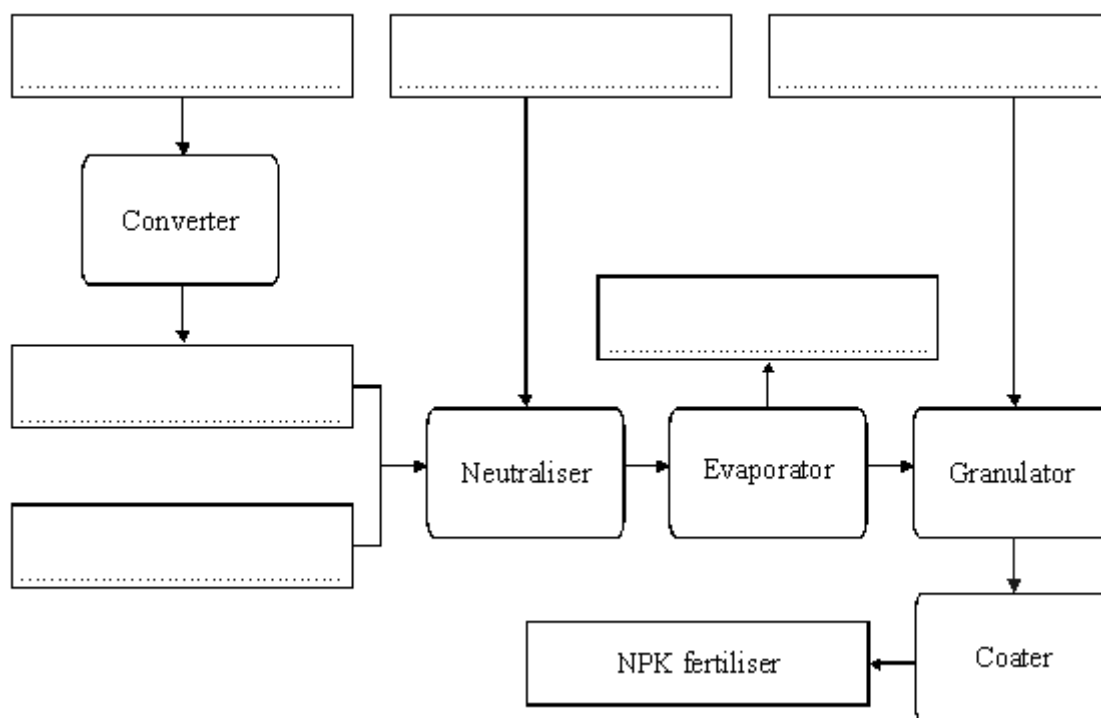 Converter
Neutraliser
Evaporator
Granulator
NPK fertiliser
Coater